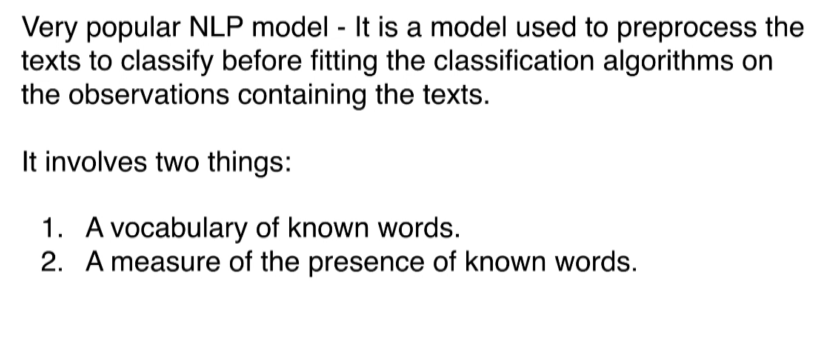 Very popular NLP model - It is a model used to preprocess the
texts to classify before fitting the classification algorithms on
the observations containing the texts.
It involves two things:
1. A vocabulary of known words.
2. A measure of the presence of known words.